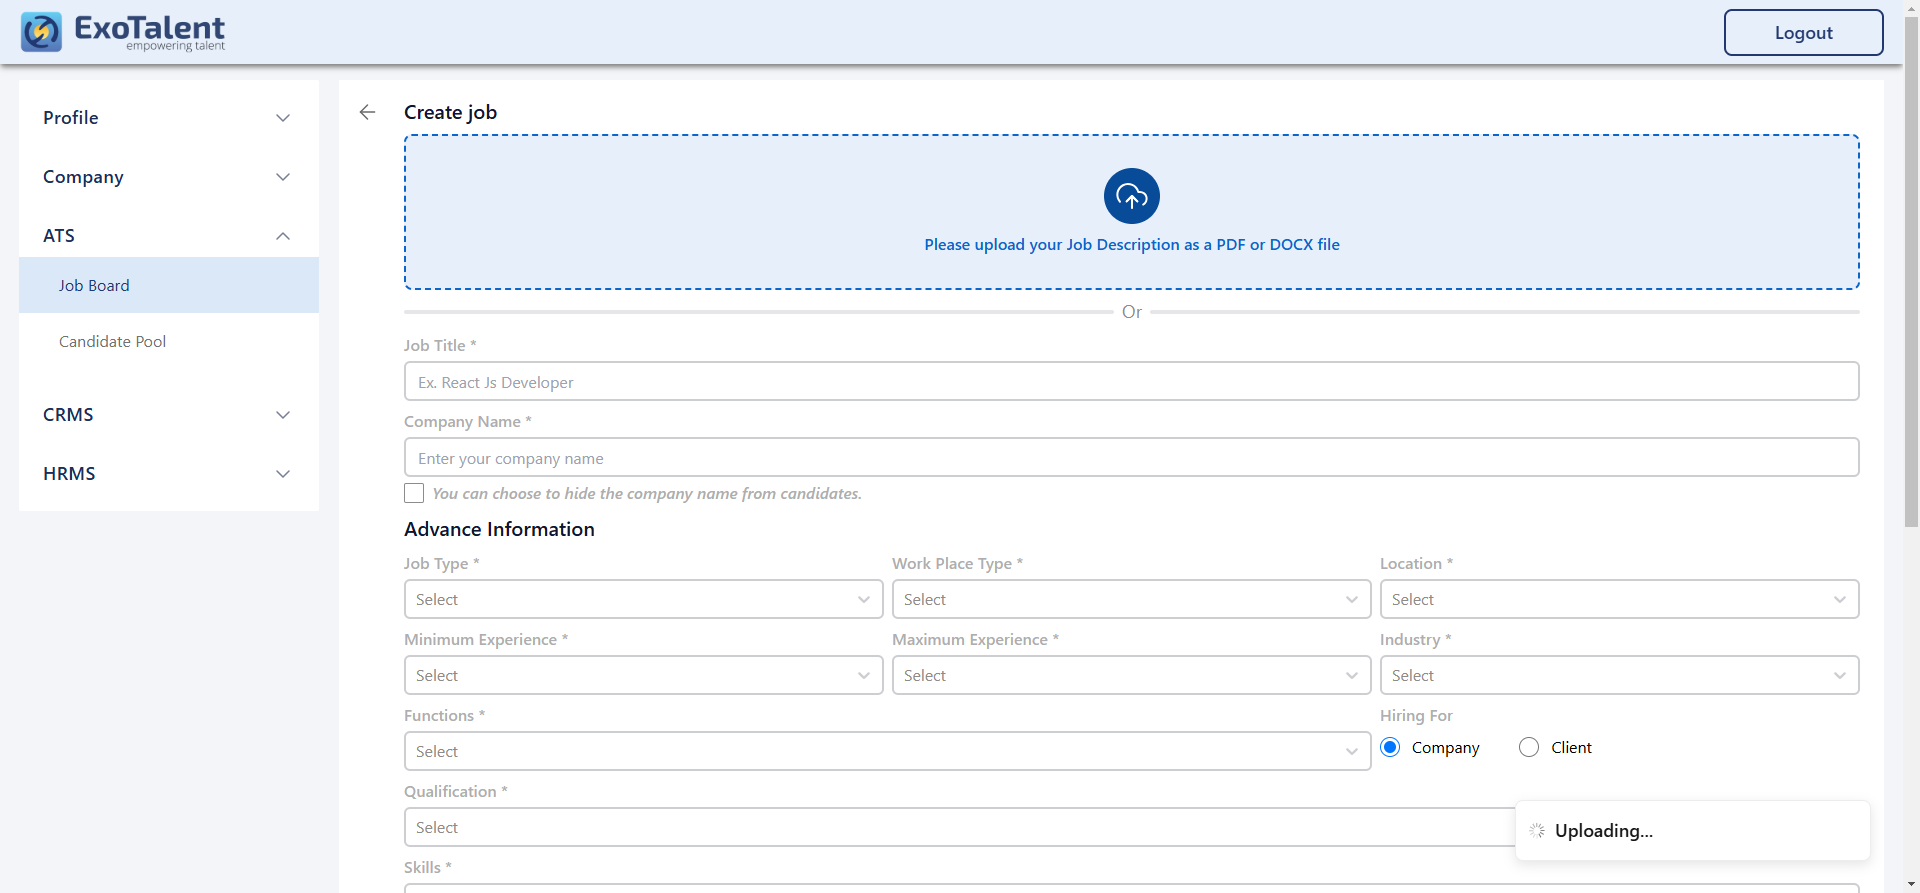 ExoTalent
empowering talent
Logout
Profile
Company
ATS
Job Board
Candidate Pool
CRMS
HRMS
Create job
Please upload your Job Description as a PDF or DOCX file
Or
Job Title *
Ex. React Js Developer
Company Name *
Enter your company name
You can choose to hide the company name from candidates.
Advance Information
Job Type * Work Place Type * Location *
Select Select Select
Minimum Experience * Maximum Experience * Industry *
Select Select Select
Functions * Hiring For
Select Company Client
Qualification *
Select
Uploading...
Skills *